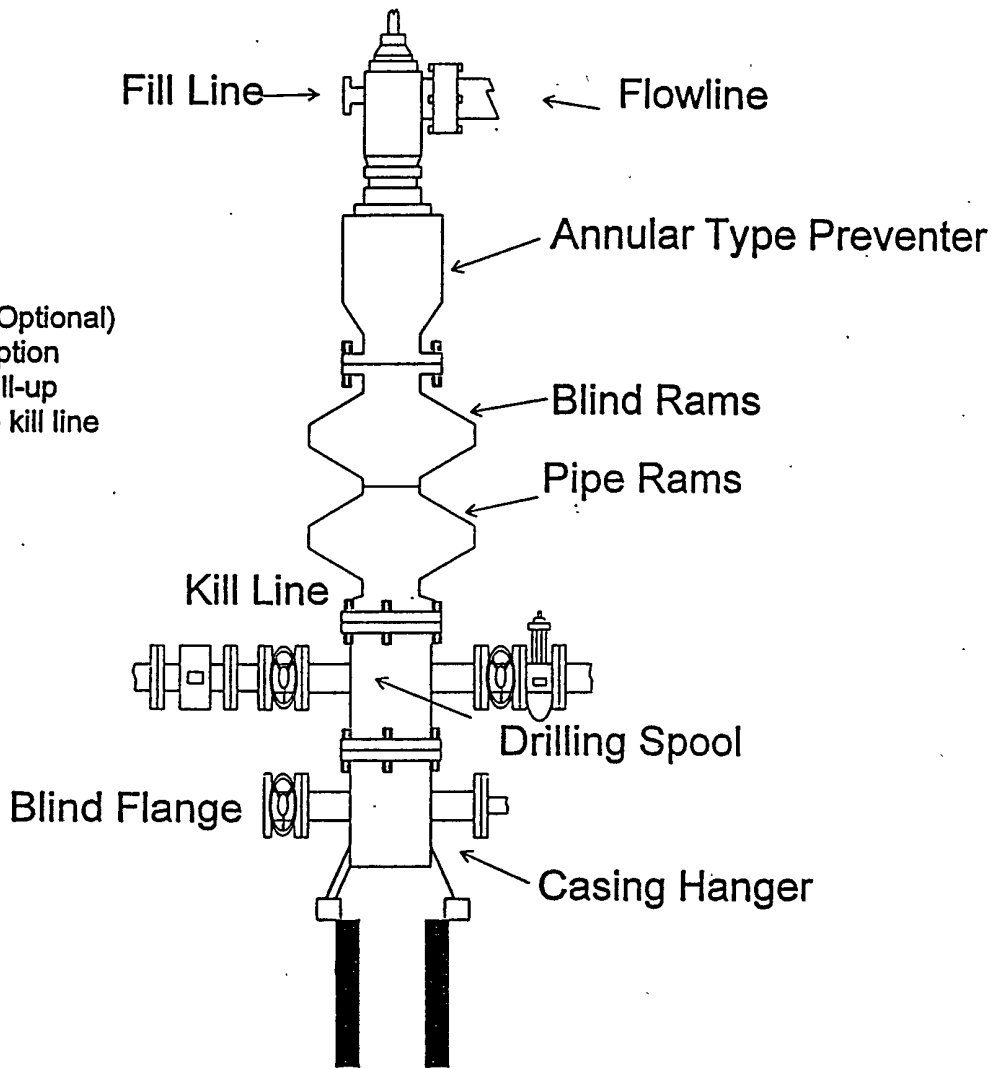 Fill Line
Flowline
Annular Type Preventer
Optional)
ption
ll-up
kill line
Blind Rams
Pipe Rams
Kill Line
Drilling Spool
Blind Flange
Casing Hanger